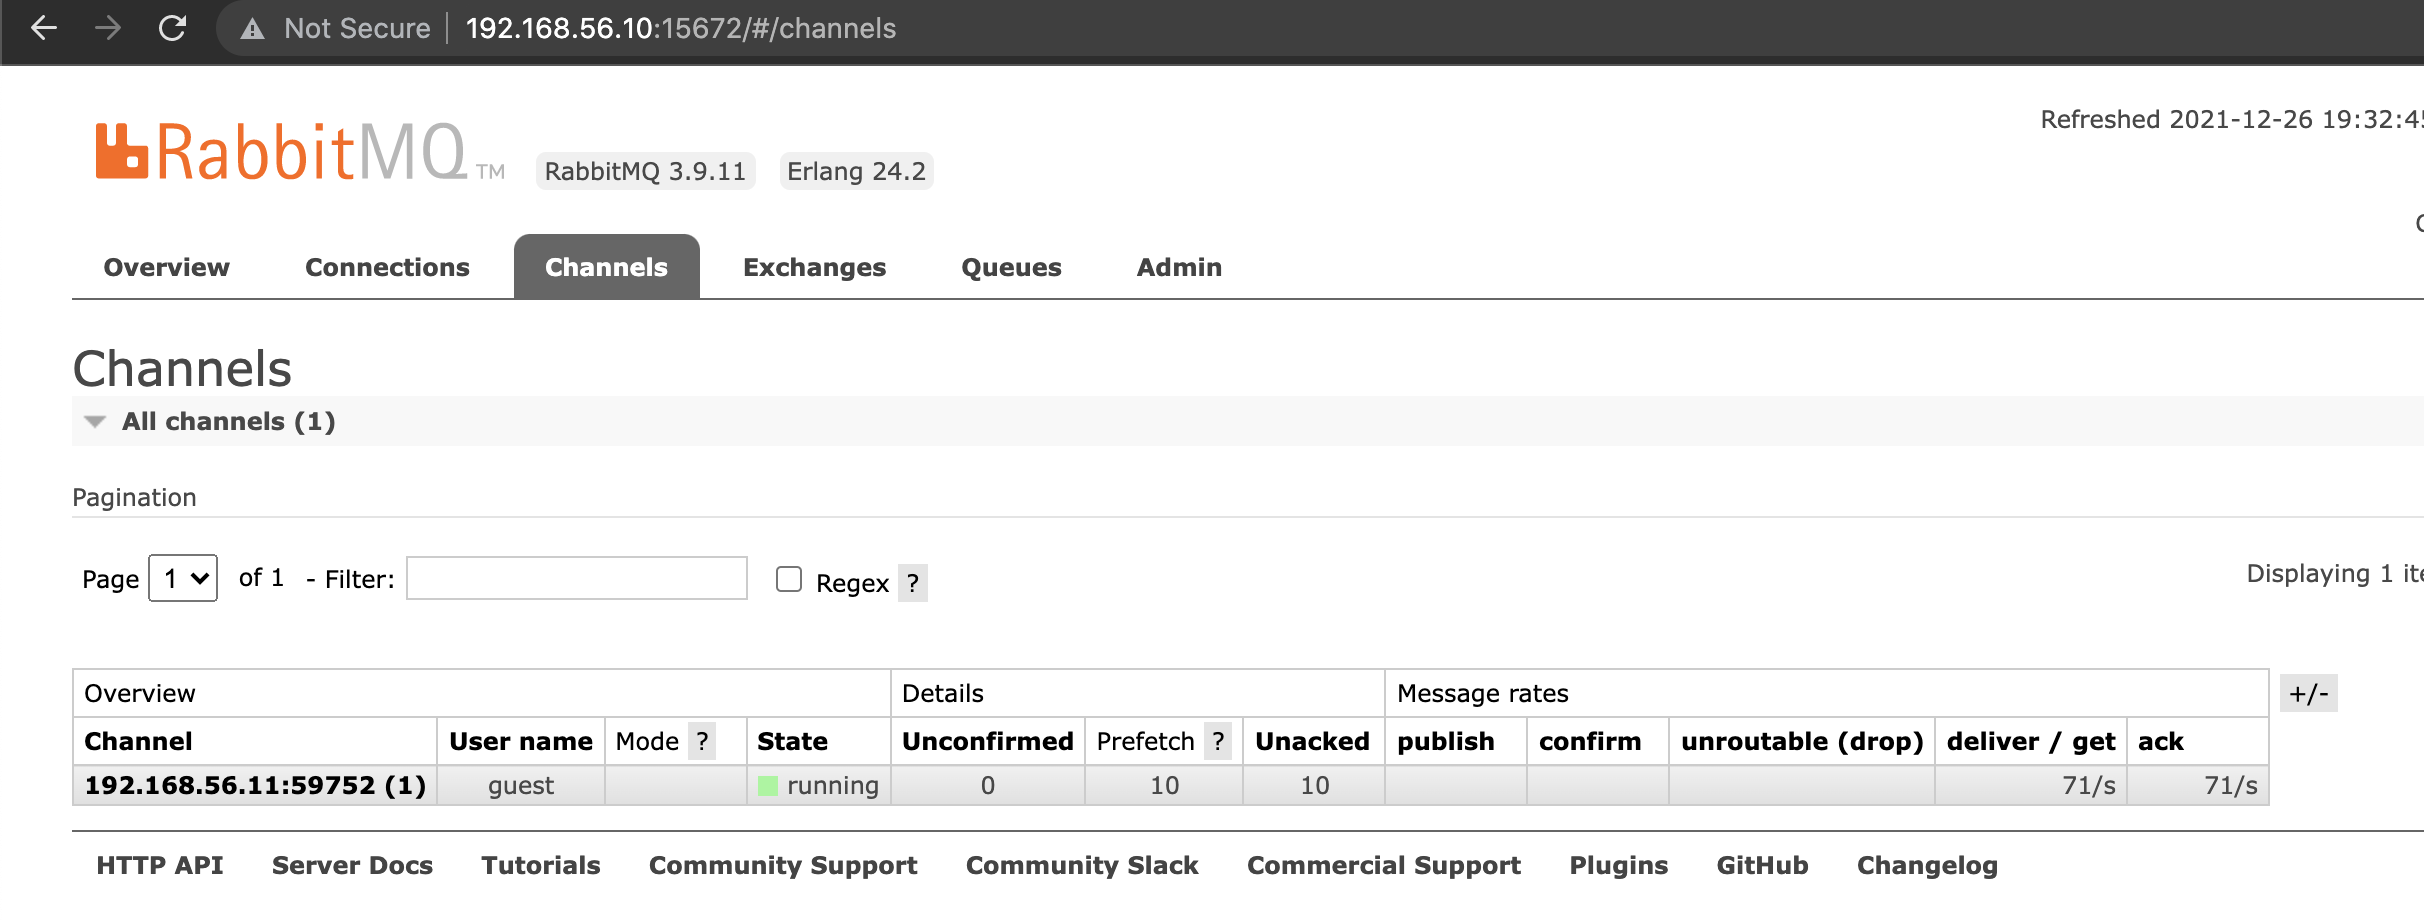 Not Secure 192.168.56.10:15672/#/channels
Refreshed 2021-12-26 19:32:45
RabbitMQ TM RabbitMQ 3.9.11 Erlang 24.2
Overview Connections Channels Exchanges Queues Admin
Channels
All channels (1)
Pagination
Page 1 of 1 - Filter: Regex ? Displaying 1
Overview Details Message rates +/-
Channel User name Mode ? State Unconfirmed Prefetch ? Unacked publish confirm unroutable (drop) deliver / get ack
192.168.56.11:59752 (1) guest running 0 10 10 71/s 71/s
HTTP API Server Docs Tutorials Community Support Community Slack Commercial Support Plugins GitHub Changelog